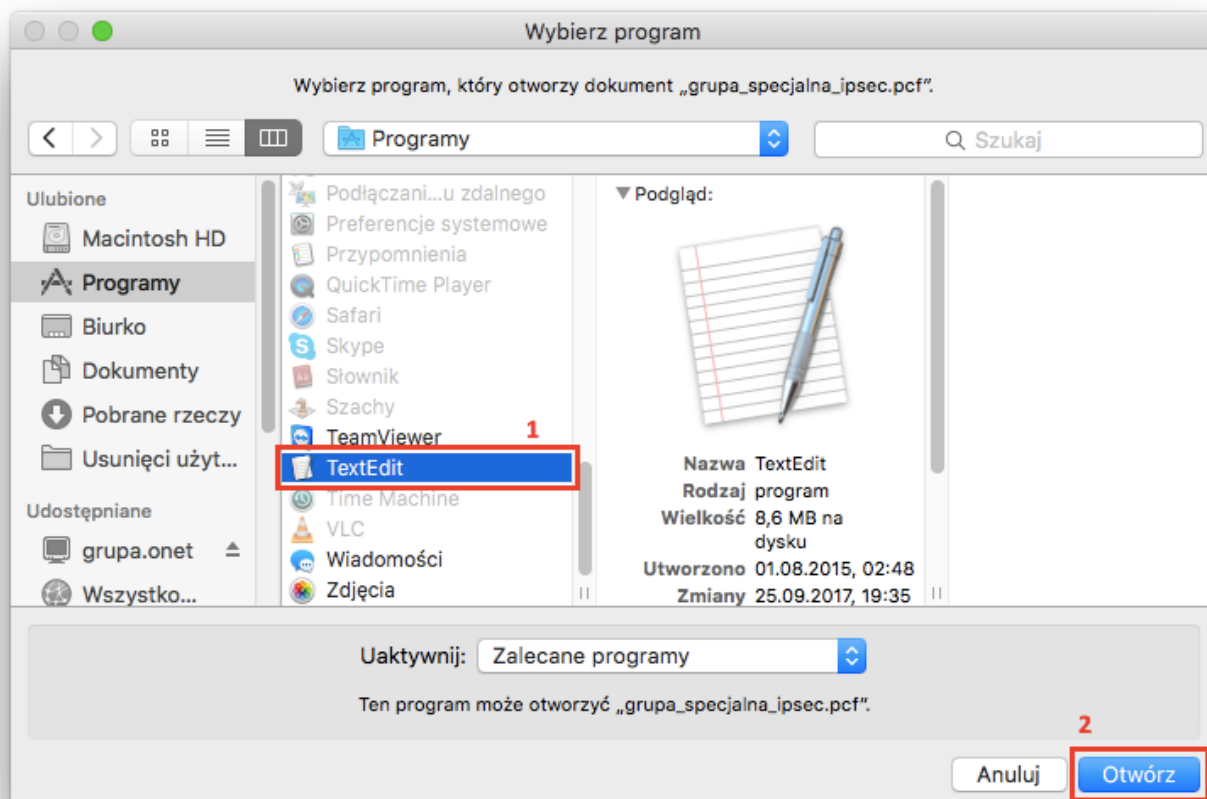 Wybierz program
Wybierz program, który otworzy dokument „grupa_specjalna_ipsec.pcf”.
Programy
Szukaj
Ulubione
Macintosh HD
Programy
Biurko
Dokumenty
Pobrane rzeczy
Usunięci użyt...
Udostępniane
grupa.onet
Wszystko...
Podłączani...u zdalnego
Preferencje systemowe
Przypomnienia
QuickTime Player
Safari
Skype
Słownik
Szachy
TeamViewer
1
TextEdit
Time Machine
VLC
Wiadomości
Zdjęcia
Podgląd:
Nazwa TextEdit
Rodzaj program
Wielkość 8,6 MB na
dysku
Utworzono 01.08.2015, 02:48
Zmiany 25.09.2017, 19:35
Uaktywnij: Zalecane programy
Ten program może otworzyć „grupa_specjalna_ipsec.pcf”.
2
Anuluj
Otwórz